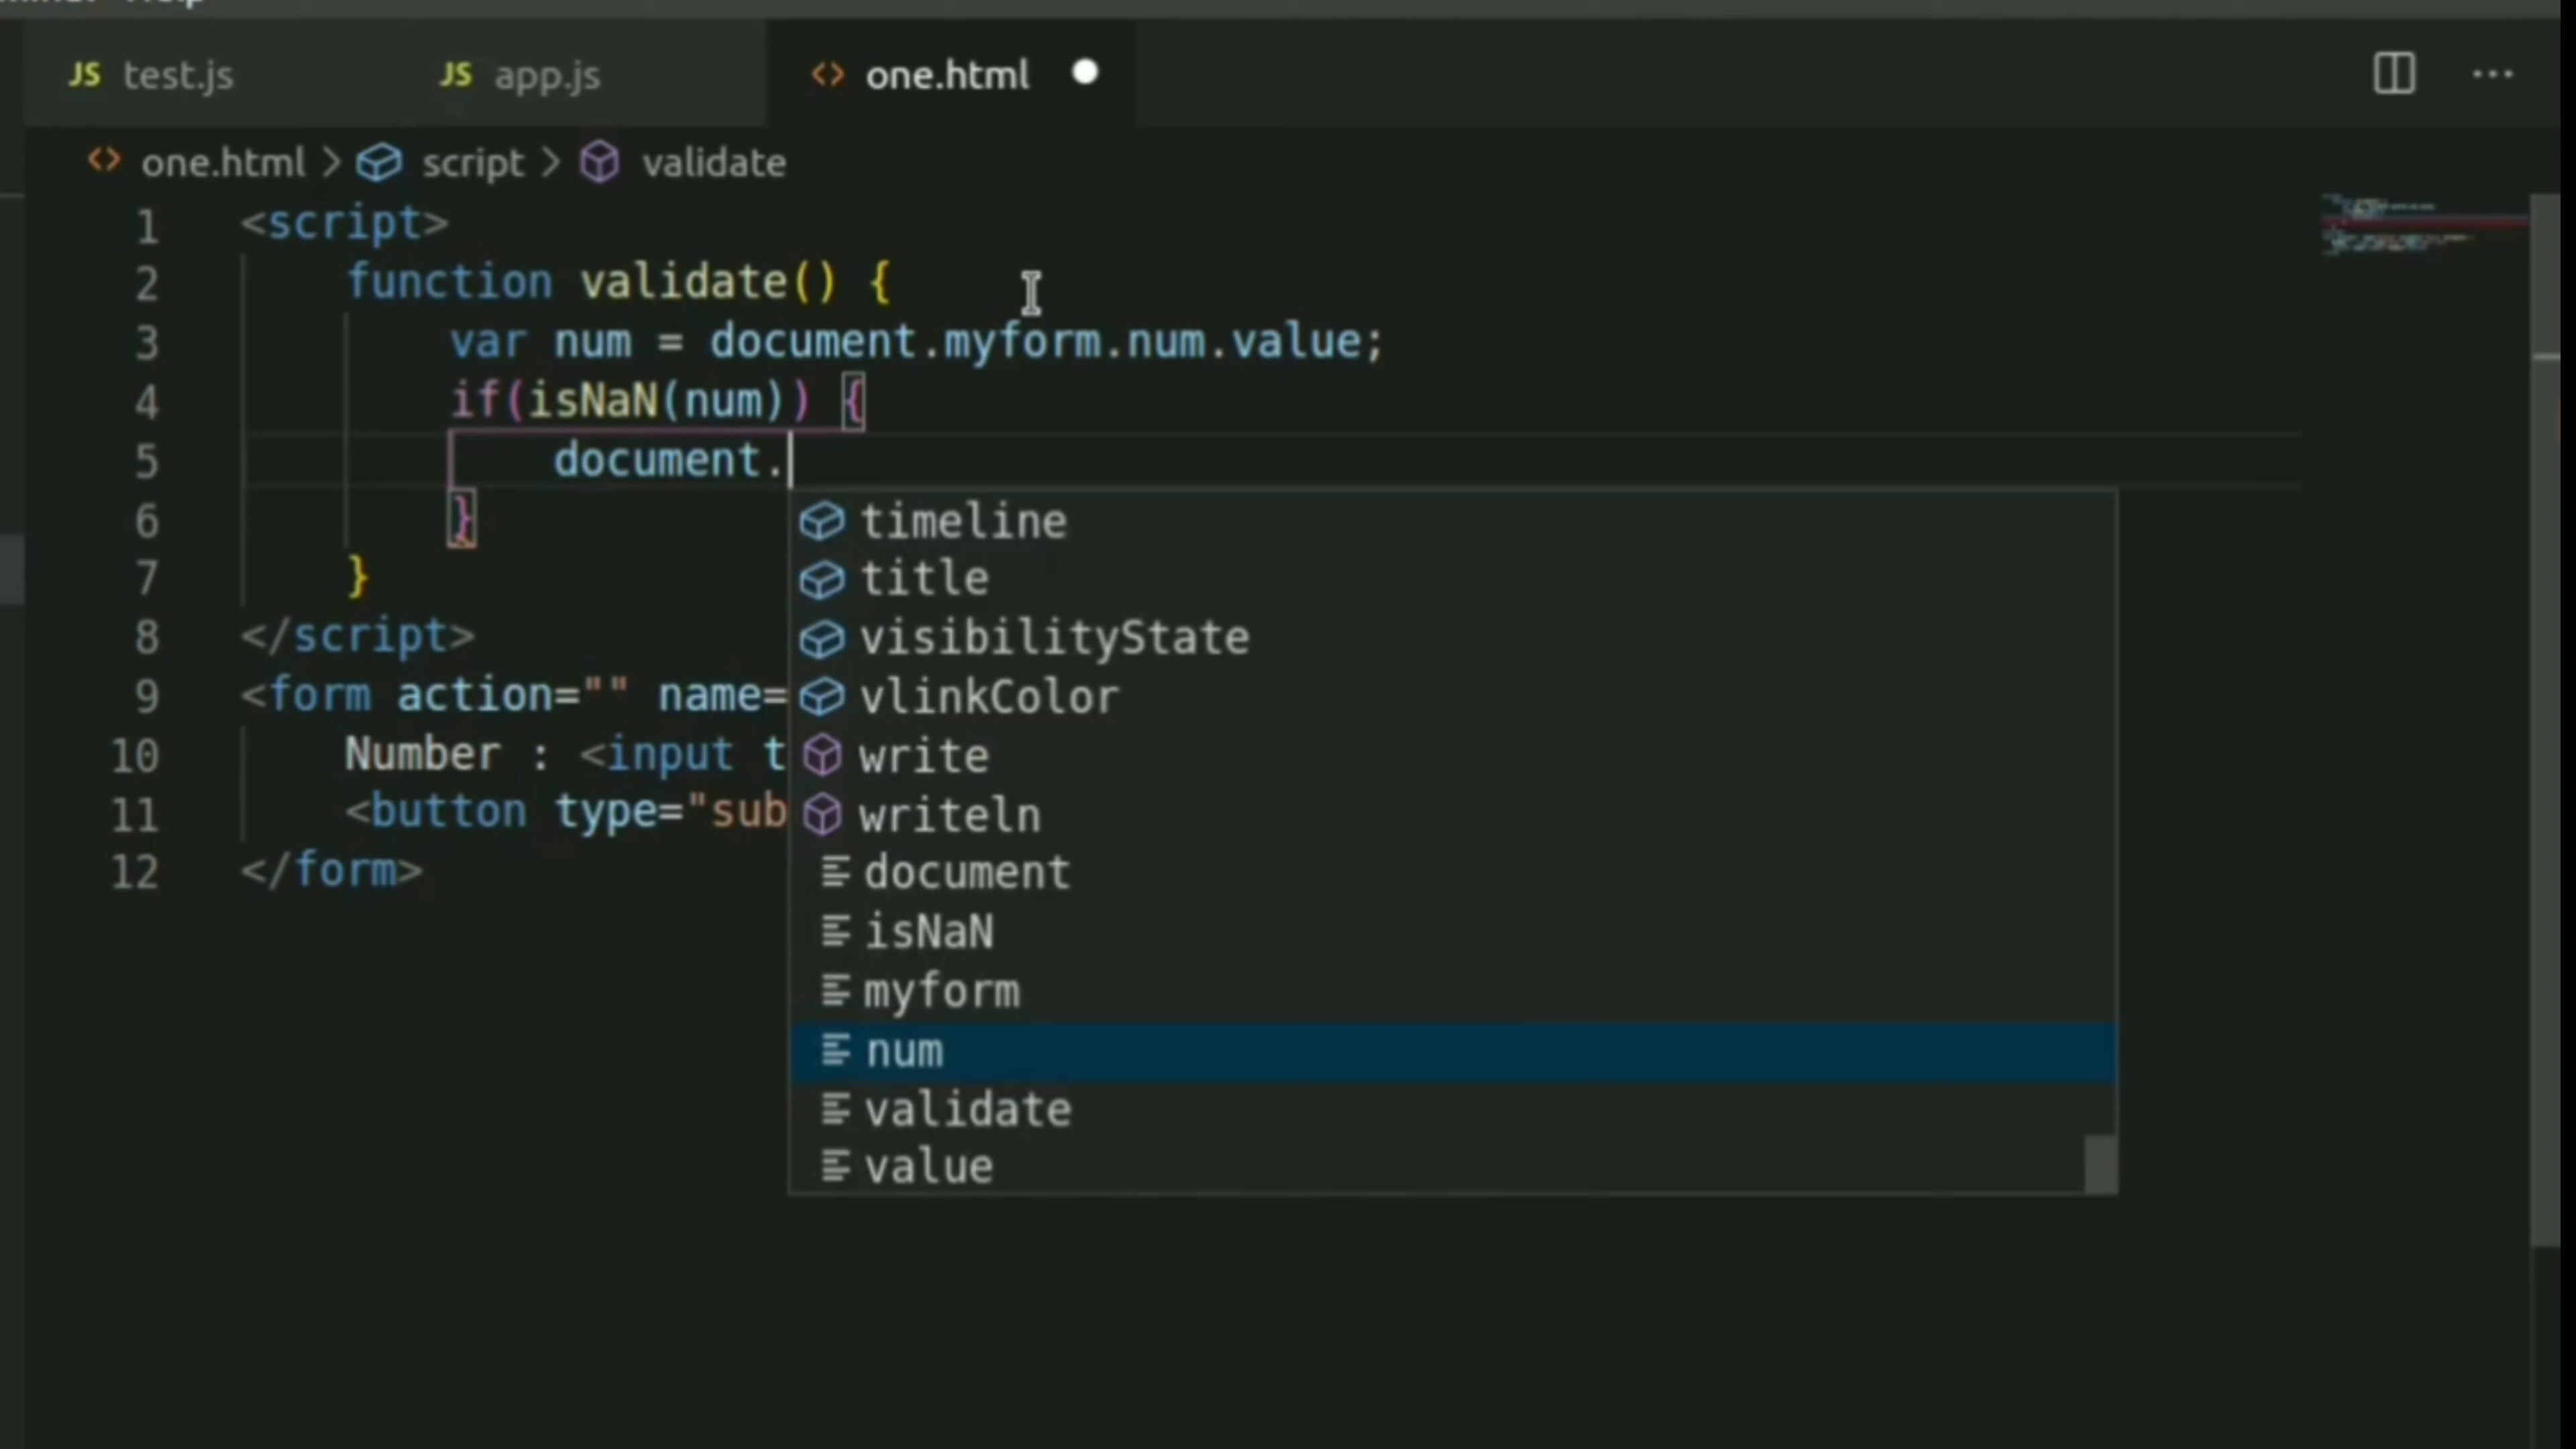 Help
JS test.js
JS app.js
<> one.html
<> one.html > script > validate
1 <script>
2 function validate() {
3 var num = document.myform.num.value;
4 if(isNaN(num)) {
5 document.
6 }
7 }
8 </script>
9 <form action="" name=
10 Number : <input t
11 <button type="sub
12 </form>
timeline
title
visibilityState
vlinkColor
write
writeln
document
isNaN
myform
num
validate
value